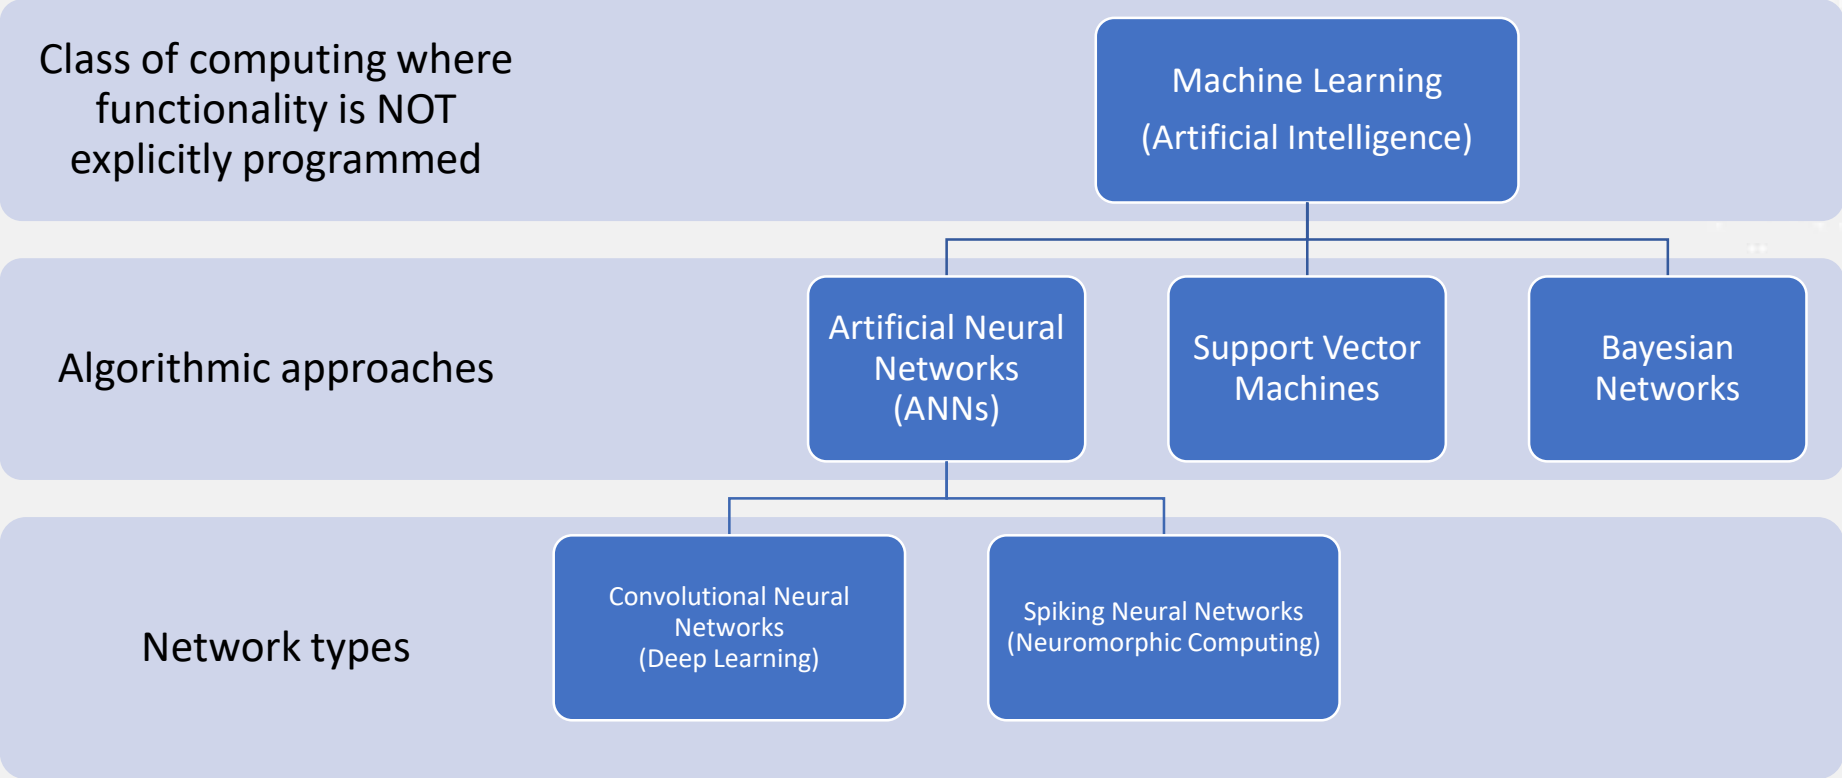 Class of computing where
functionality is NOT
explicitly programmed
Machine Learning
(Artificial Intelligence)
Algorithmic approaches
Artificial Neural
Networks
(ANNs)
Support Vector
Machines
Bayesian
Networks
Network types
Convolutional Neural
Networks
(Deep Learning)
Spiking Neural Networks
(Neuromorphic Computing)